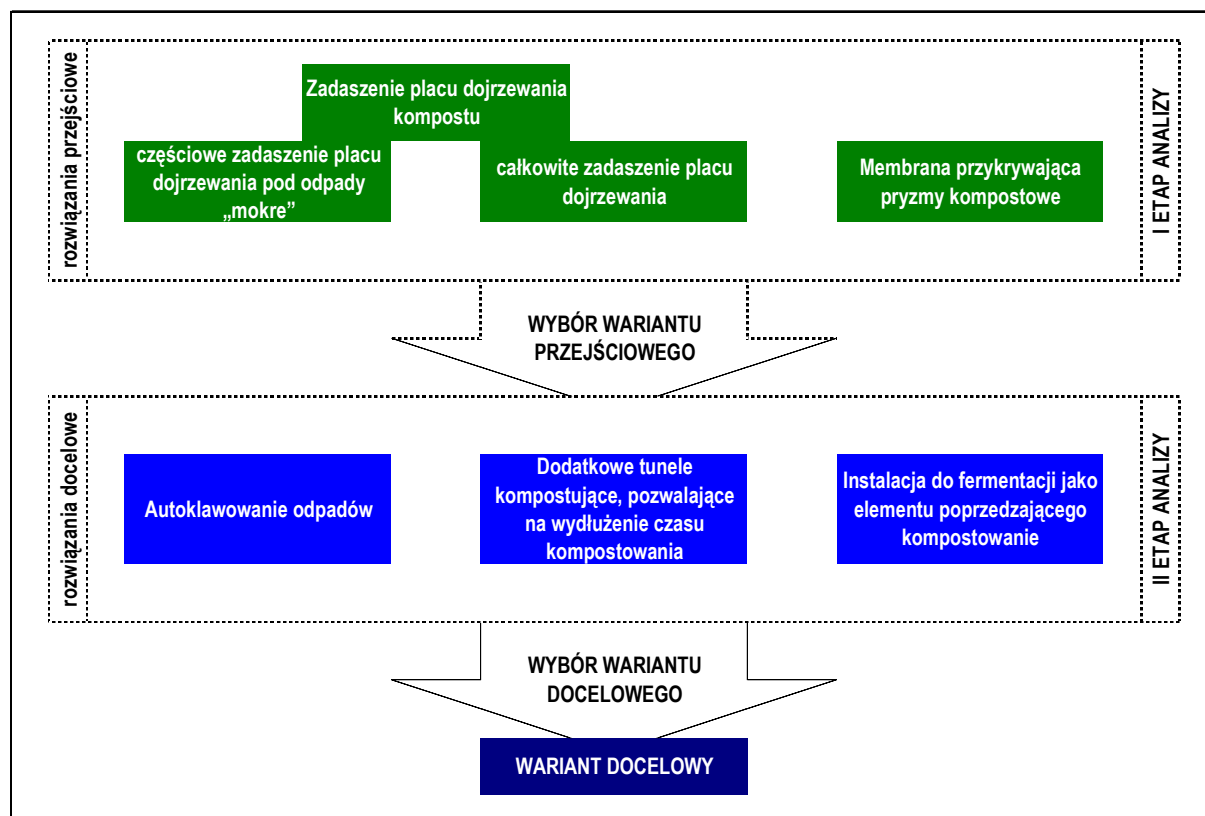 rozwiązania przejściowe
Zadaszenie placu dojrzewania
kompostu
częściowe zadaszenie placu
dojrzewania pod odpady
„mokre”
całkowite zadaszenie placu
dojrzewania
Membrana przykrywająca
pryzmy kompostowe
I ETAP ANALIZY
WYBÓR WARIANTU
PRZEJŚCIOWEGO
rozwiązania docelowe
Autoklawowanie odpadów
Dodatkowe tunele
kompostujące, pozwalające
na wydłużenie czasu
kompostowania
Instalacja do fermentacji jako
elementu poprzedzającego
kompostowanie
II ETAP ANALIZY
WYBÓR WARIANTU
DOCELOWEGO
WARIANT DOCELOWY